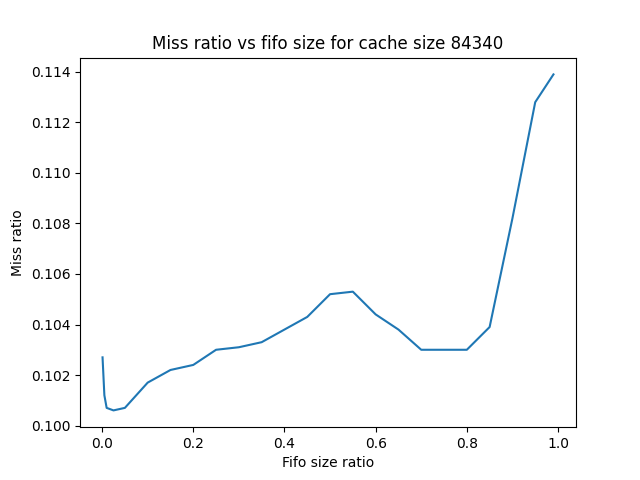 Miss ratio vs fifo size for cache size 84340
0.114
0.112
0.110
0.108
0.106
0.104
0.102
0.100
Miss ratio
0.0 0.2 0.4 0.6 0.8 1.0
Fifo size ratio